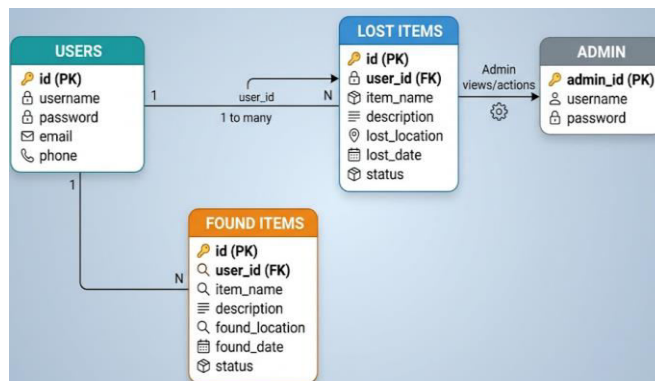 USERS
id (PK)
username
password
email
phone
1
user_id
N
1 to many
LOST ITEMS
id (PK)
user_id (FK)
item_name
description
lost_location
lost_date
status
Admin
views/actions
ADMIN
admin_id (PK)
username
password
1
N
FOUND ITEMS
id (PK)
user_id (FK)
item_name
description
found_location
found_date
status